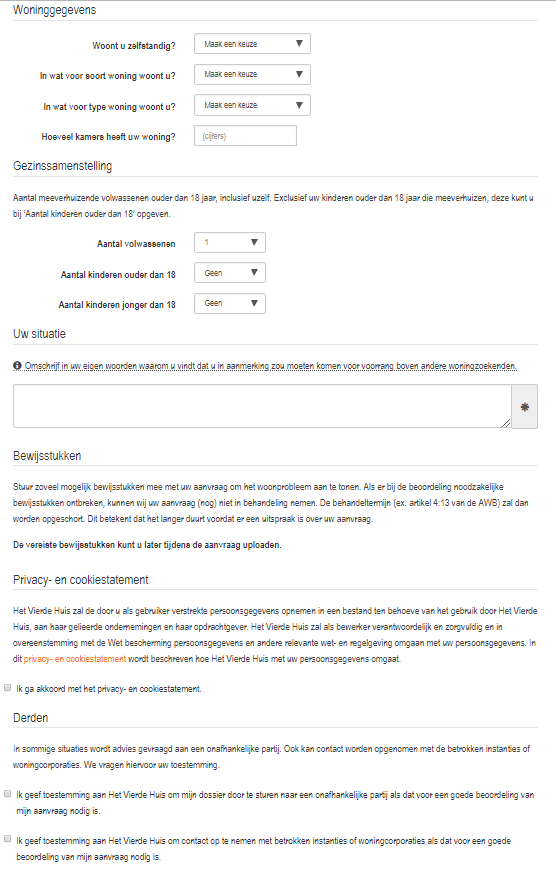 Woninggegevens
Woont u zelfstandig? Maak een keuze
In wat voor soort woning woont u? Maak een keuze
In wat voor type woning woont u? Maak een keuze
Hoeveel kamers heeft uw woning? (cijfers)
Gezinssamenstelling
Aantal meeverhuizende volwassenen ouder dan 18 jaar, inclusief uzelf. Exclusief uw kinderen ouder dan 18 jaar die meeverhuizen, deze kunt u
bij 'Aantal kinderen ouder dan 18' opgeven.
Aantal volwassenen 1
Aantal kinderen ouder dan 18 Geen
Aantal kinderen jonger dan 18 Geen
Uw situatie
Omschrijf in uw eigen woorden waarom u vindt dat u in aanmerking zou moeten komen voor voorrang boven andere woningzoekenden.
Bewijsstukken
Stuur zoveel mogelijk bewijsstukken mee met uw aanvraag om het woonprobleem aan te tonen. Als er bij de beoordeling noodzakelijke
bewijsstukken ontbreken, kunnen wij uw aanvraag (nog) niet in behandeling nemen. De behandeltermijn (ex. artikel 4:13 van de AWB) zal dan
worden opgeschort. Dit betekent dat het langer duurt voordat er een uitspraak is over uw aanvraag.
De vereiste bewijsstukken kunt u later tijdens de aanvraag uploaden.
Privacy- en cookiestatement
Het Vierde Huis zal de door u als gebruiker verstrekte persoonsgegevens opnemen in een bestand ten behoeve van het gebruik door Het Vierde
Huis, aan haar gelieerde ondernemingen en haar opdrachtgever. Het Vierde Huis zal als bewerker verantwoordelijk en zorgvuldig en in
overeenstemming met de Wet bescherming persoonsgegevens en andere relevante wet- en regelgeving omgaan met uw persoonsgegevens. In
dit privacy- en cookiestatement wordt beschreven hoe Het Vierde Huis met uw persoonsgegevens omgaat.
Ik ga akkoord met het privacy- en cookiestatement.
Derden
In sommige situaties wordt advies gevraagd aan een onafhankelijke partij. Ook kan contact worden opgenomen met de betrokken instanties of
woningcorporaties. We vragen hiervoor uw toestemming.
Ik geef toestemming aan Het Vierde Huis om mijn dossier door te sturen naar een onafhankelijke partij als dat voor een goede beoordeling van
mijn aanvraag nodig is.
Ik geef toestemming aan Het Vierde Huis om contact op te nemen met betrokken instanties of woningcorporaties als dat voor een goede
beoordeling van mijn aanvraag nodig is.